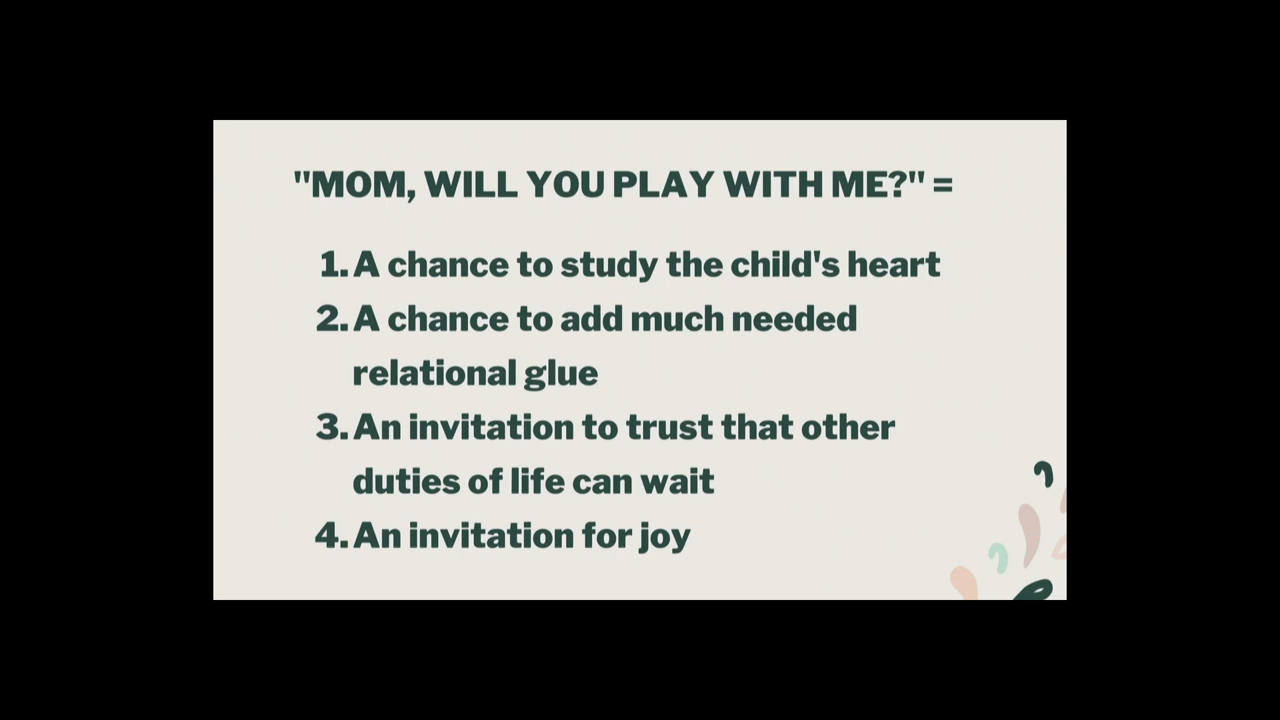 "MOM, WILL YOU PLAY WITH ME?" =
1. A chance to study the child's heart
2. A chance to add much needed
relational glue
3. An invitation to trust that other
duties of life can wait
4. An invitation for joy